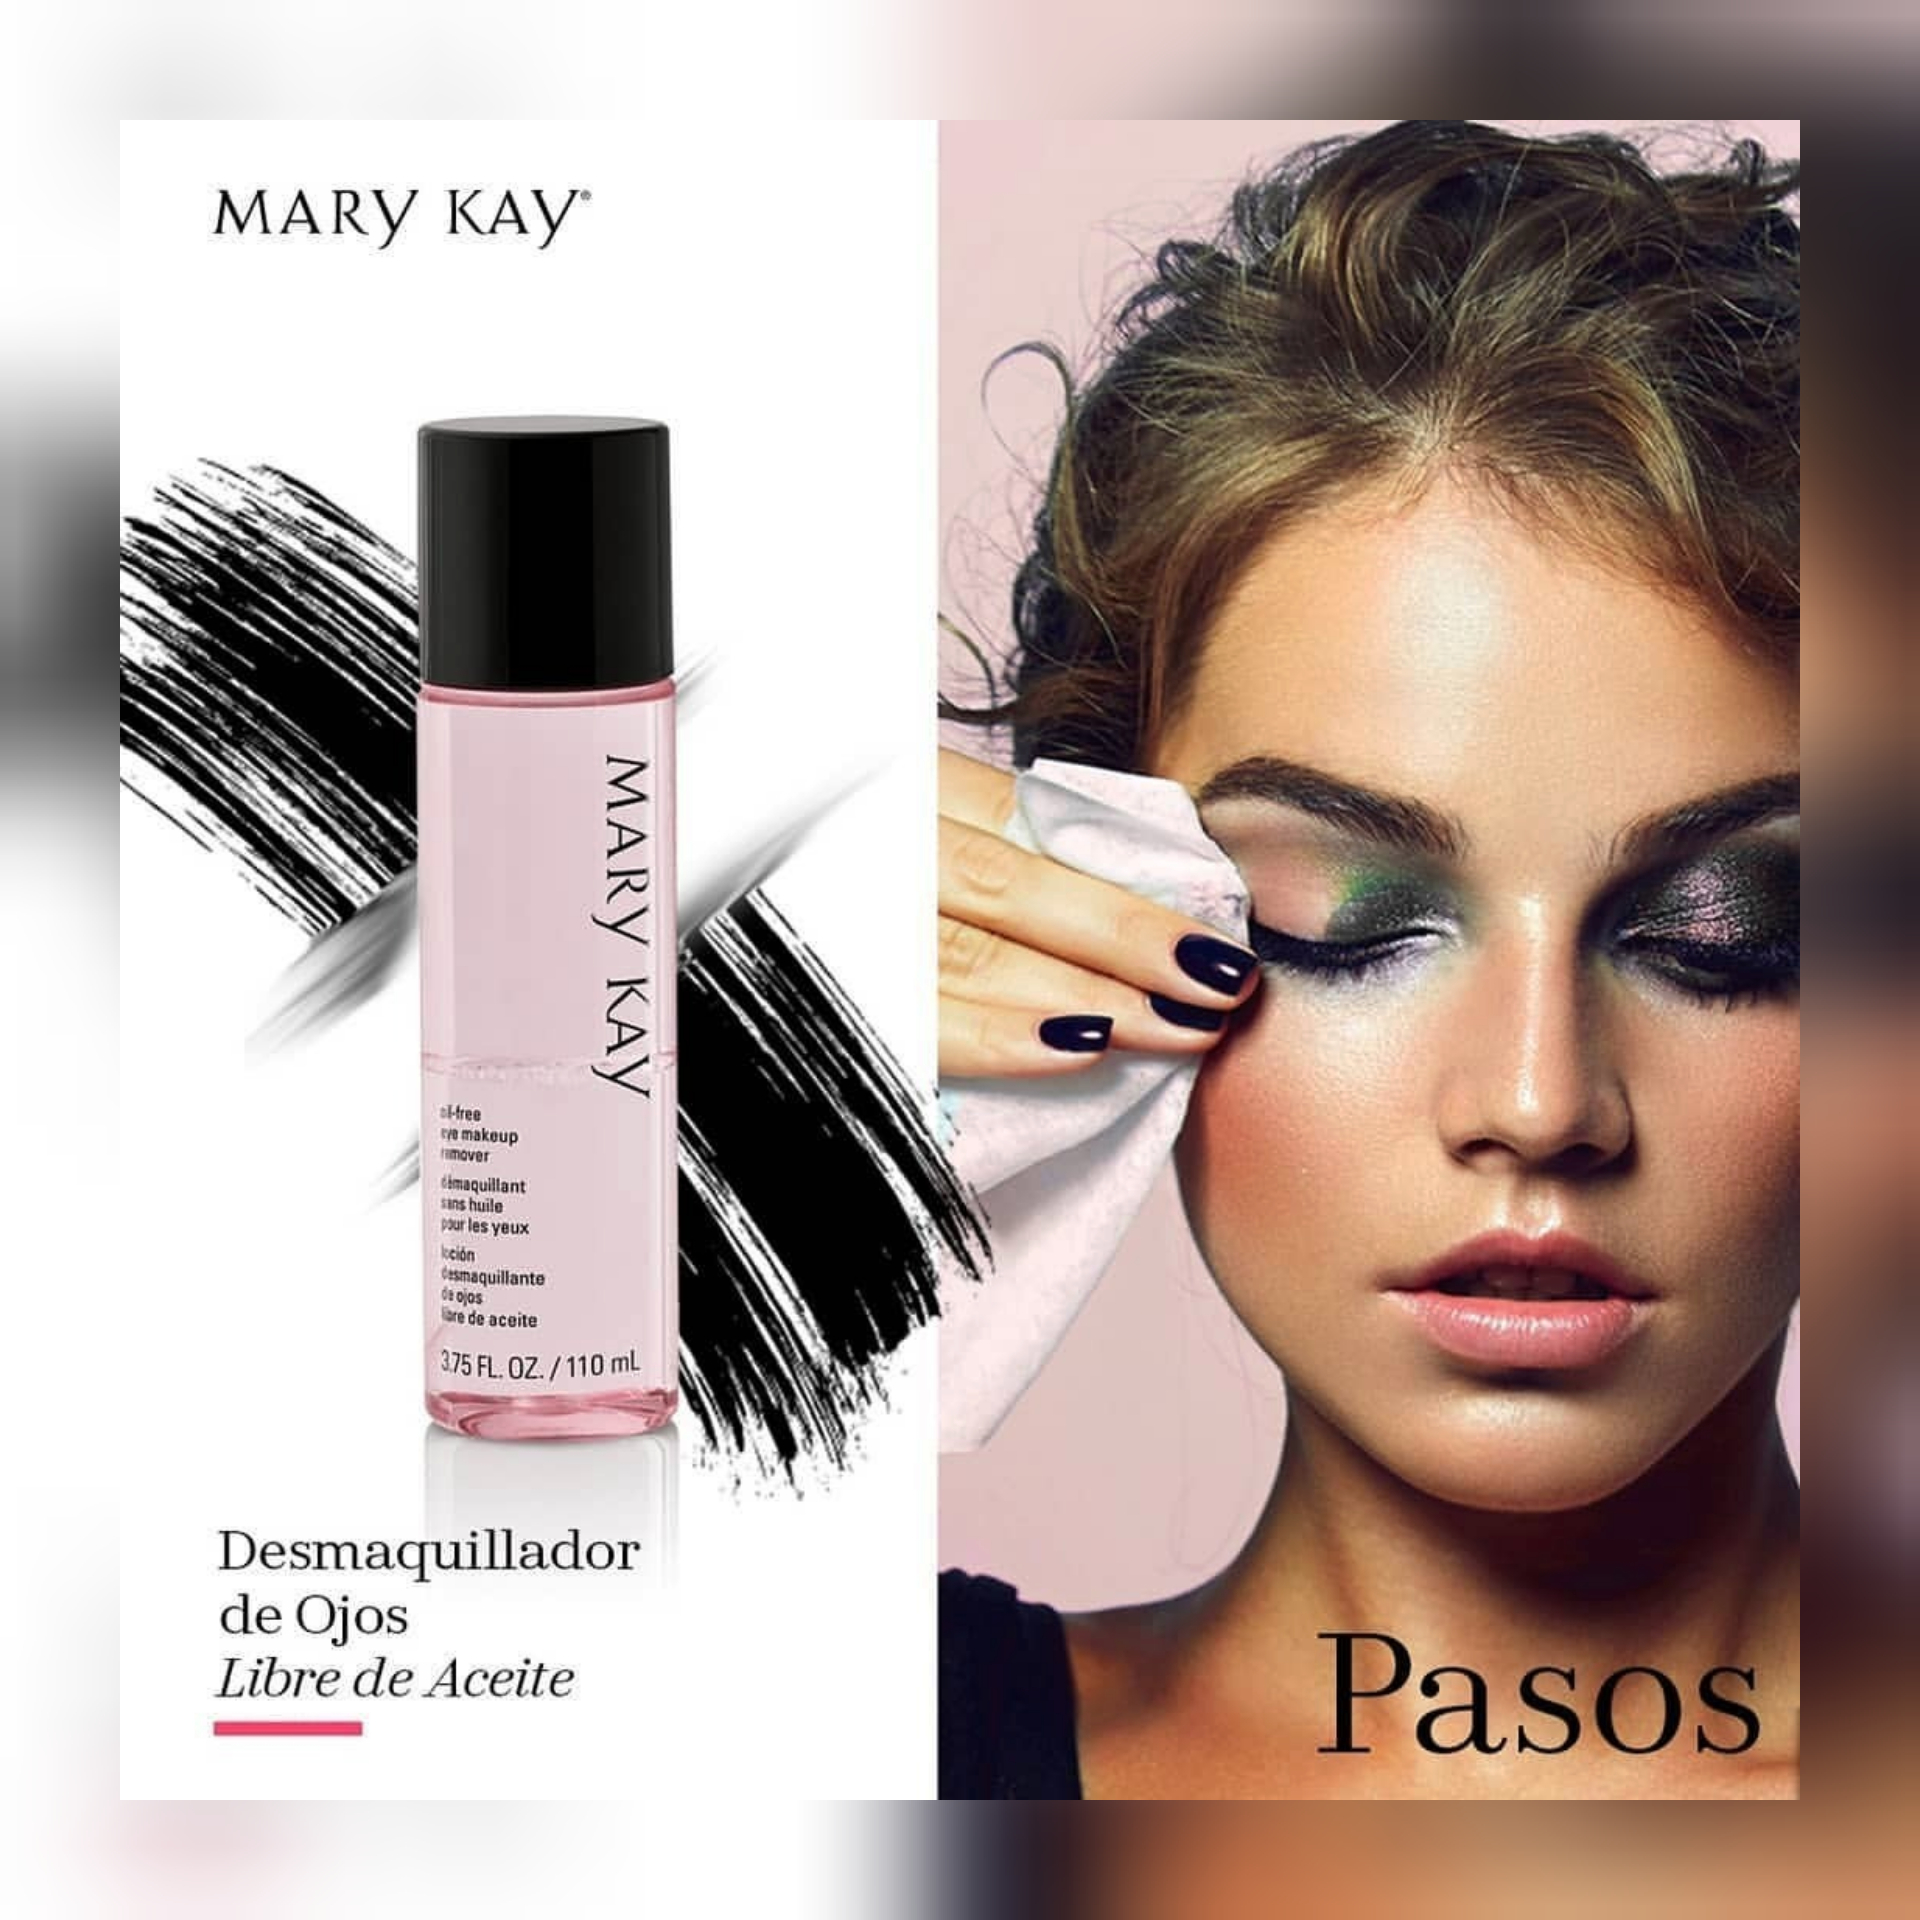 MARY KAY®
MARY KAY
oil-free
eye makeup
remover
démaquillant
sans huile
pour les yeux
loción
desmaquillante
de ojos
libre de aceite
3.75 FL. OZ. / 110 mL
Desmaquillador
de Ojos
Libre de Aceite
Pasos